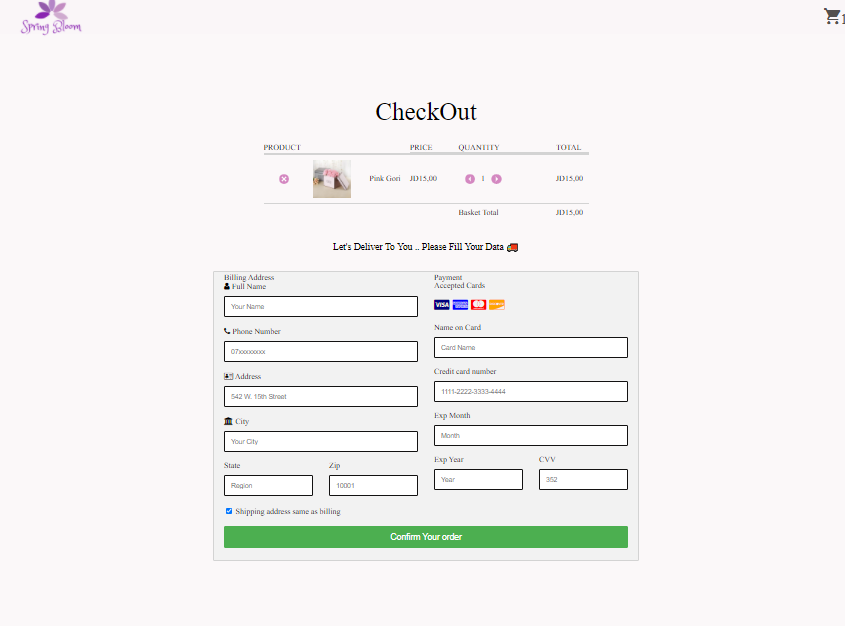 Spring Bloom
1
CheckOut
PRODUCT PRICE QUANTITY TOTAL
Pink Gori JD15,00 1 JD15,00
Basket Total JD15,00
Let's Deliver To You .. Please Fill Your Data
Billing Address
Full Name
Your Name
Phone Number
07xxxxxxxx
Address
542 W. 15th Street
City
Your City
State Zip
Region 10001
Payment
Accepted Cards
VISA
Name on Card
Card Name
Credit card number
1111-2222-3333-4444
Exp Month
Month
Exp Year CVV
Year 352
Shipping address same as billing
Confirm Your order